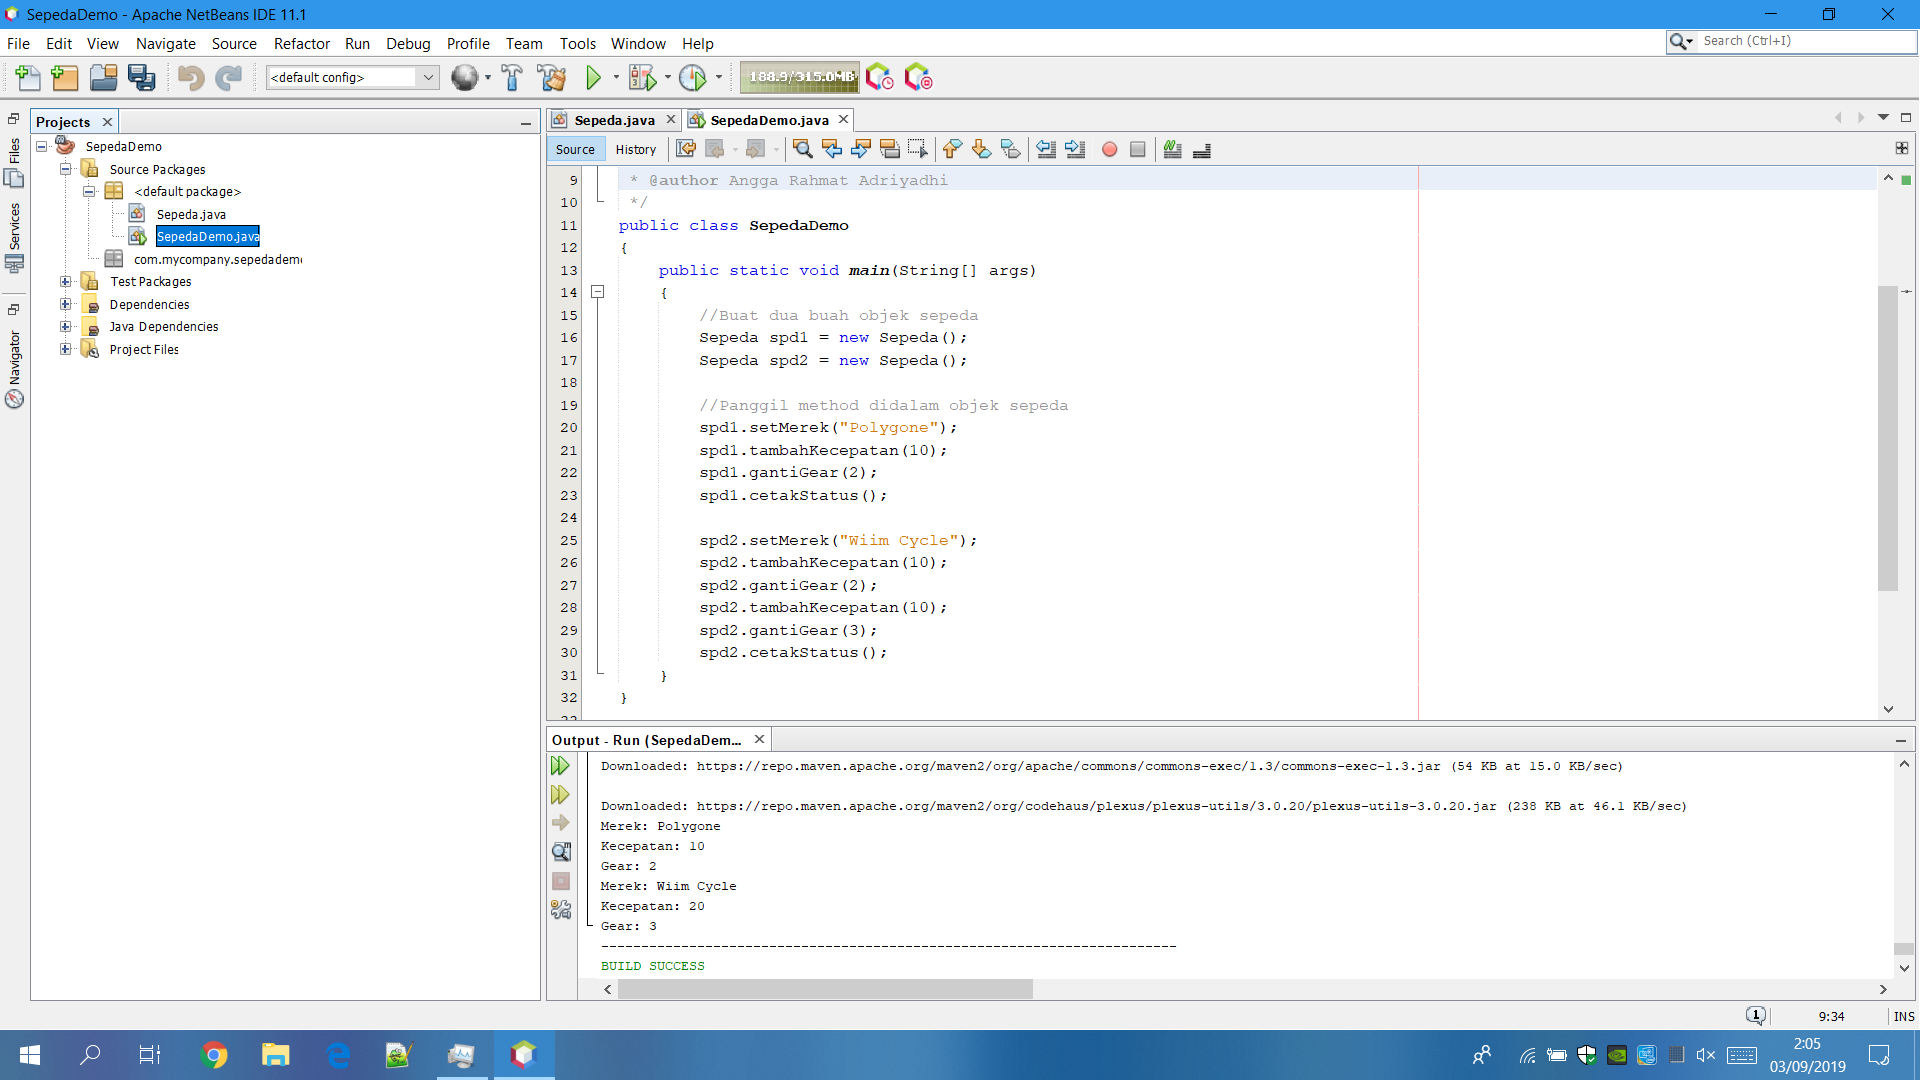 SepedaDemo - Apache NetBeans IDE 11.1
File Edit View Navigate Source Refactor Run Debug Profile Team Tools Window Help
Search (Ctrl+I)
<default config>
188.9/315.0MB
Files
Services
Navigator
Projects
SepedaDemo
Source Packages
<default package>
Sepeda.java
SepedaDemo.java
com.mycompany.sepedadem
Test Packages
Dependencies
Java Dependencies
Project Files
Sepeda.java SepedaDemo.java
Source History
9 * @author Angga Rahmat Adriyadhi
10 */
11 public class SepedaDemo
12 {
13 public static void main(String[] args)
14 {
15 //Buat dua buah objek sepeda
16 Sepeda spd1 = new Sepeda();
17 Sepeda spd2 = new Sepeda();
18
19 //Panggil method didalam objek sepeda
20 spd1.setMerek("Polygone");
21 spd1.tambahKecepatan(10);
22 spd1.gantiGear(2);
23 spd1.cetakStatus();
24
25 spd2.setMerek("Wiim Cycle");
26 spd2.tambahKecepatan(10);
27 spd2.gantiGear(2);
28 spd2.tambahKecepatan(10);
29 spd2.gantiGear(3);
30 spd2.cetakStatus();
31 }
32 }
Output - Run (SepedaDem...
Downloaded: https://repo.maven.apache.org/maven2/org/apache/commons/commons-exec/1.3/commons-exec-1.3.jar (54 KB at 15.0 KB/sec)
Downloaded: https://repo.maven.apache.org/maven2/org/codehaus/plexus/plexus-utils/3.0.20/plexus-utils-3.0.20.jar (238 KB at 46.1 KB/sec)
Merek: Polygone
Kecepatan: 10
Gear: 2
Merek: Wiim Cycle
Kecepatan: 20
Gear: 3
------------------------------------------------------------------------
BUILD SUCCESS
1
9:34
INS
2:05
03/09/2019